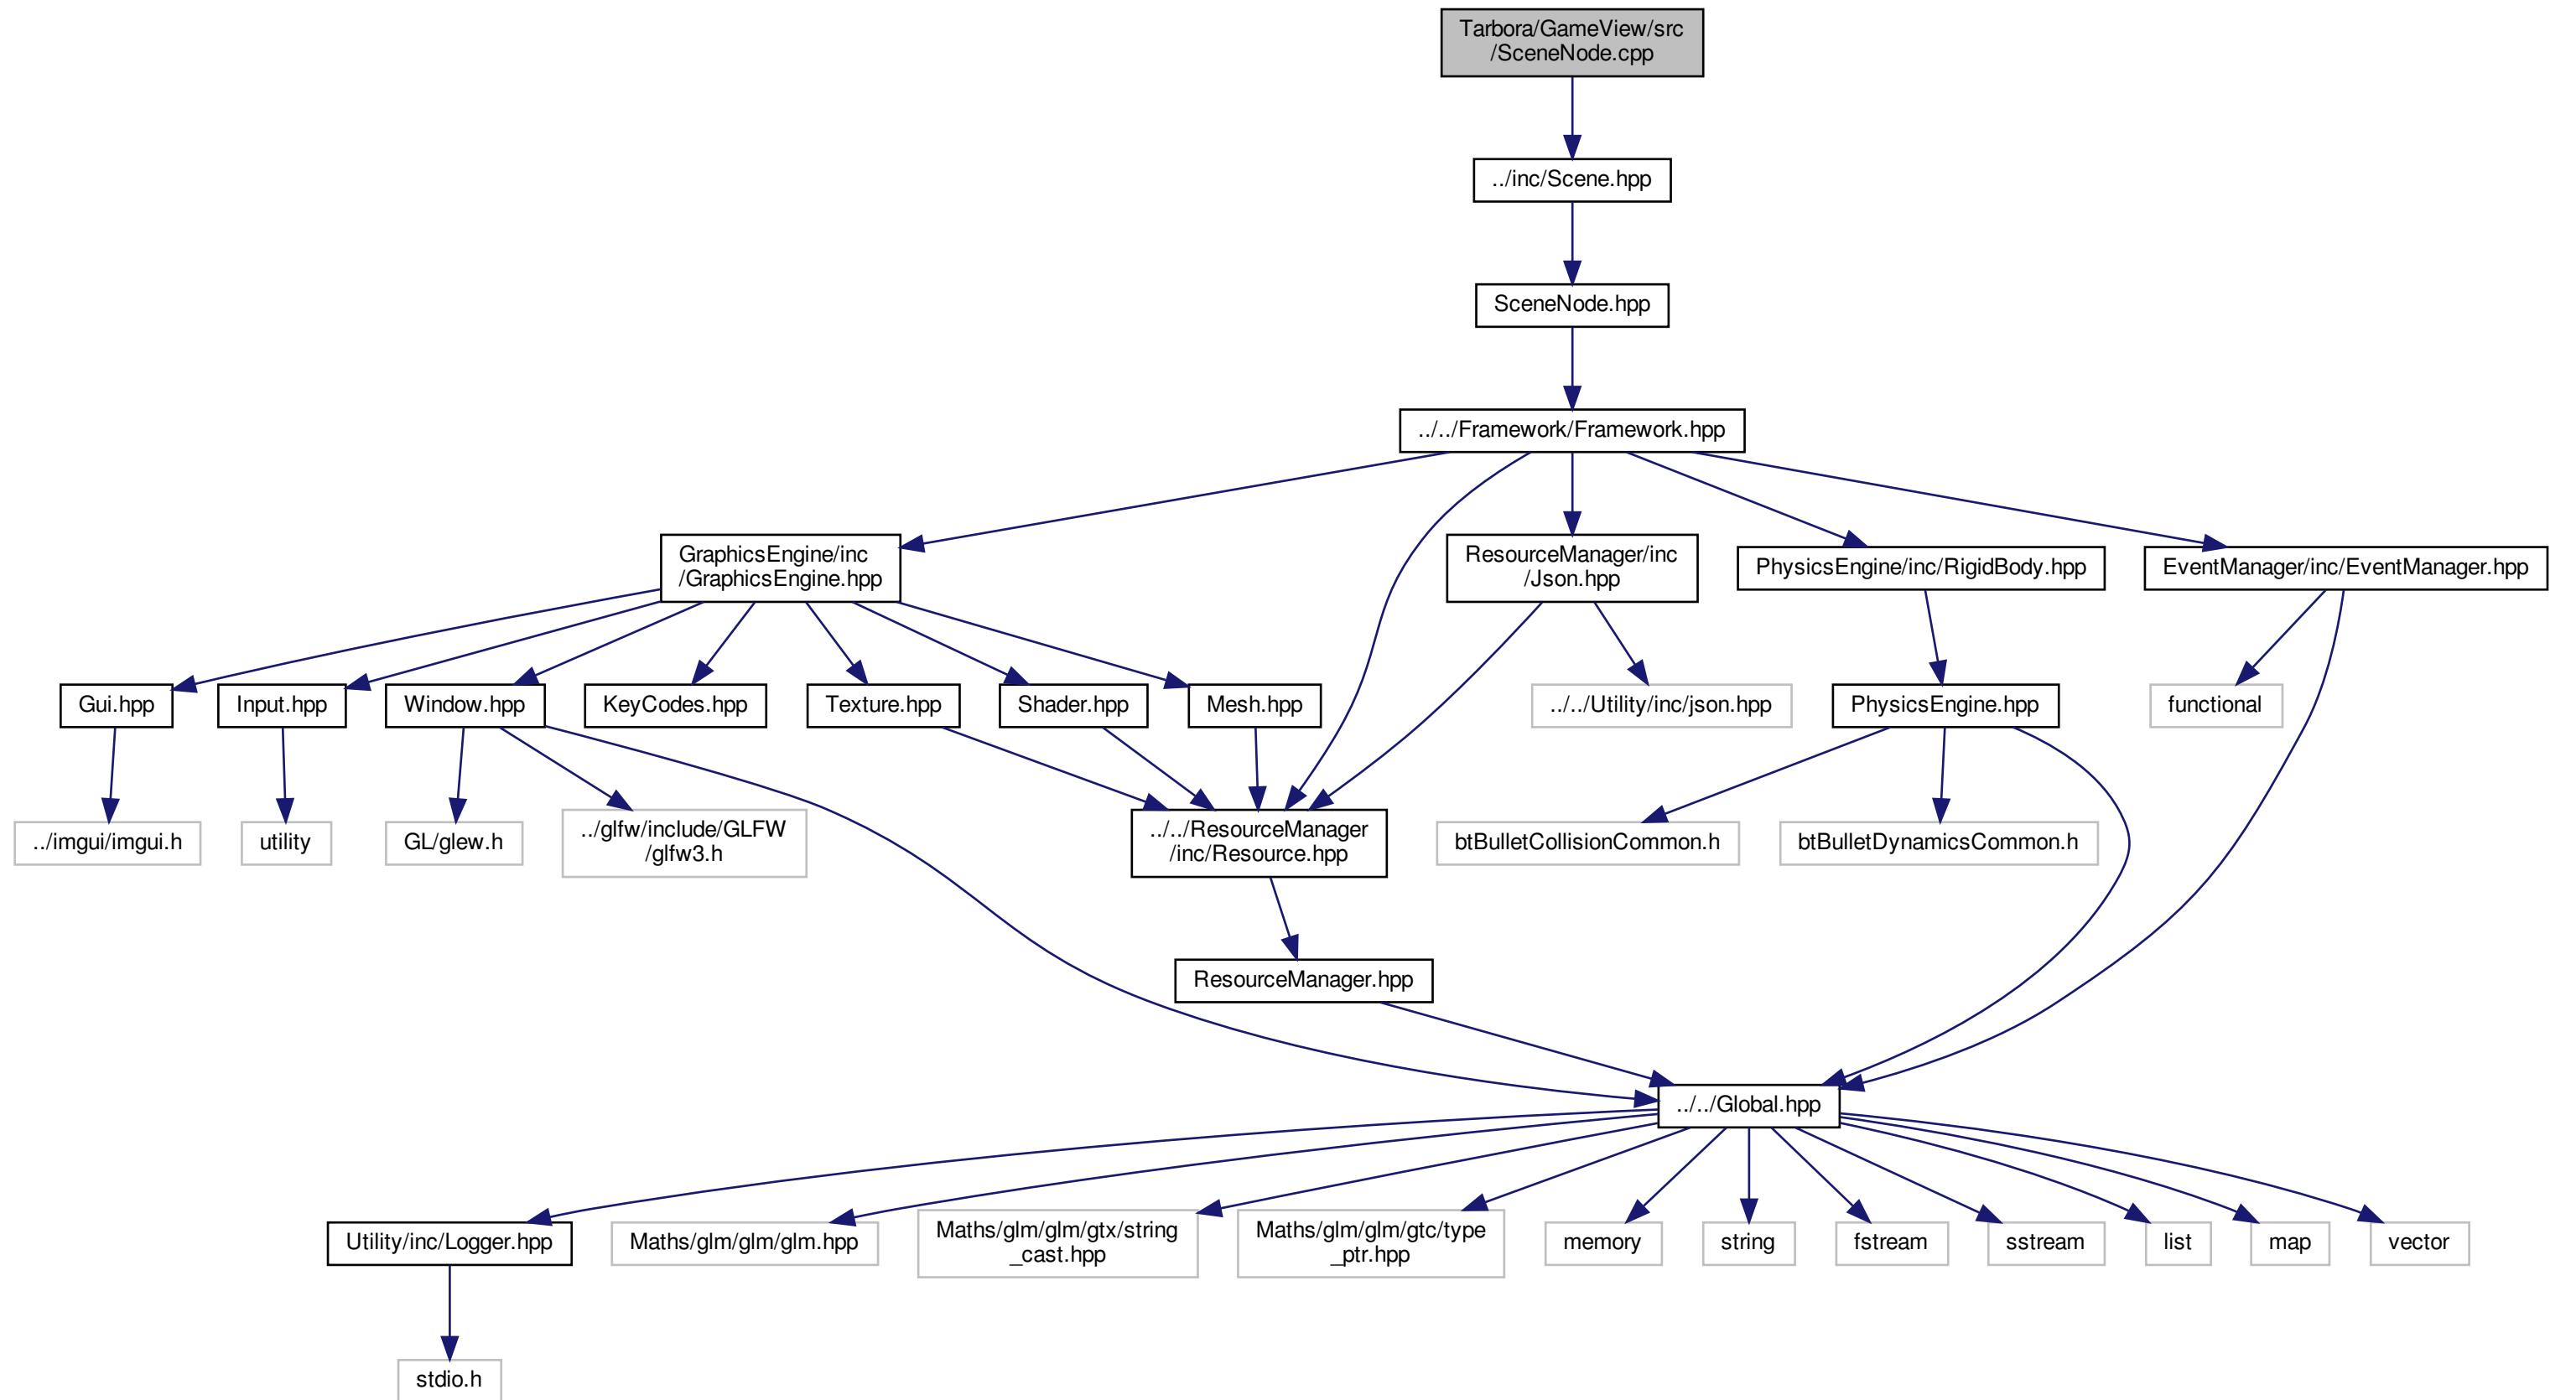 Tarbora/GameView/src
/SceneNode.cpp
../inc/Scene.hpp
SceneNode.hpp
../../Framework/Framework.hpp
GraphicsEngine/inc
/GraphicsEngine.hpp
ResourceManager/inc
/Json.hpp
PhysicsEngine/inc/RigidBody.hpp
EventManager/inc/EventManager.hpp
Gui.hpp
Input.hpp
Window.hpp
KeyCodes.hpp
Texture.hpp
Shader.hpp
Mesh.hpp
../../Utility/inc/json.hpp
PhysicsEngine.hpp
functional
../imgui/imgui.h
utility
GL/glew.h
../glfw/include/GLFW
/glfw3.h
../../ResourceManager
/inc/Resource.hpp
btBulletCollisionCommon.h
btBulletDynamicsCommon.h
ResourceManager.hpp
../../Global.hpp
Utility/inc/Logger.hpp
Maths/glm/glm/glm.hpp
Maths/glm/glm/gtx/string
_cast.hpp
Maths/glm/glm/gtc/type
_ptr.hpp
memory
string
fstream
sstream
list
map
vector
stdio.h